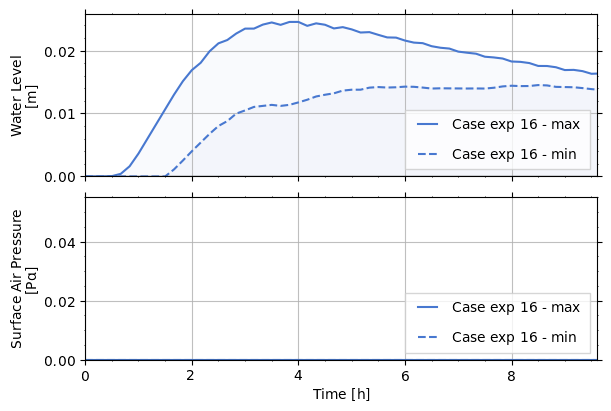 Water Level
[m]
0.02
0.01
0.00
Case exp 16 - max
Case exp 16 - min
Surface Air Pressure
[Pa]
0.04
0.02
0.00
Case exp 16 - max
Case exp 16 - min
0 2 4 6 8
Time [h]